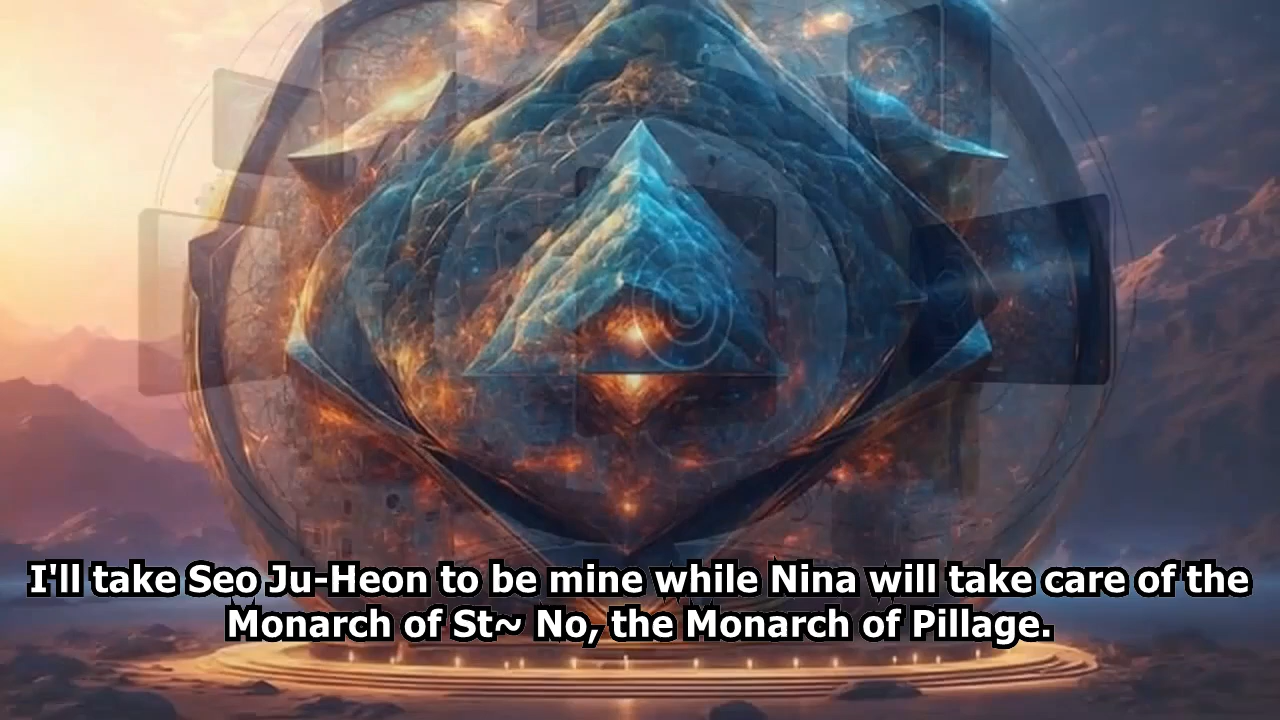 I'll take Seo Ju-Heon to be mine while Nina will take care of the
Monarch of St~ No, the Monarch of Pillage.